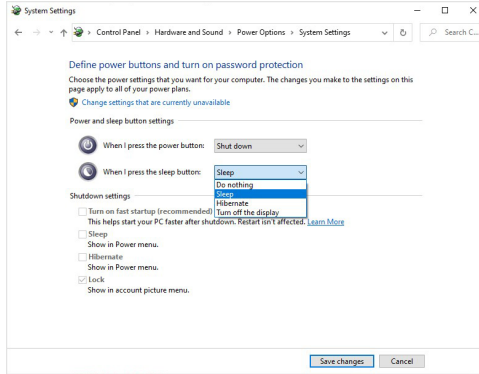 System Settings
Control Panel > Hardware and Sound > Power Options > System Settings
Search C...
Define power buttons and turn on password protection
Choose the power settings that you want for your computer. The changes you make to the settings on this
page apply to all of your power plans.
Change settings that are currently unavailable
Power and sleep button settings
When I press the power button: Shut down
When I press the sleep button: Sleep
Do nothing
Sleep
Hibernate
Turn off the display
Shutdown settings
Turn on fast startup (recommended)
This helps start your PC faster after shutdown. Restart isn't affected. Learn More
Sleep
Show in Power menu.
Hibernate
Show in Power menu.
Lock
Show in account picture menu.
Save changes Cancel